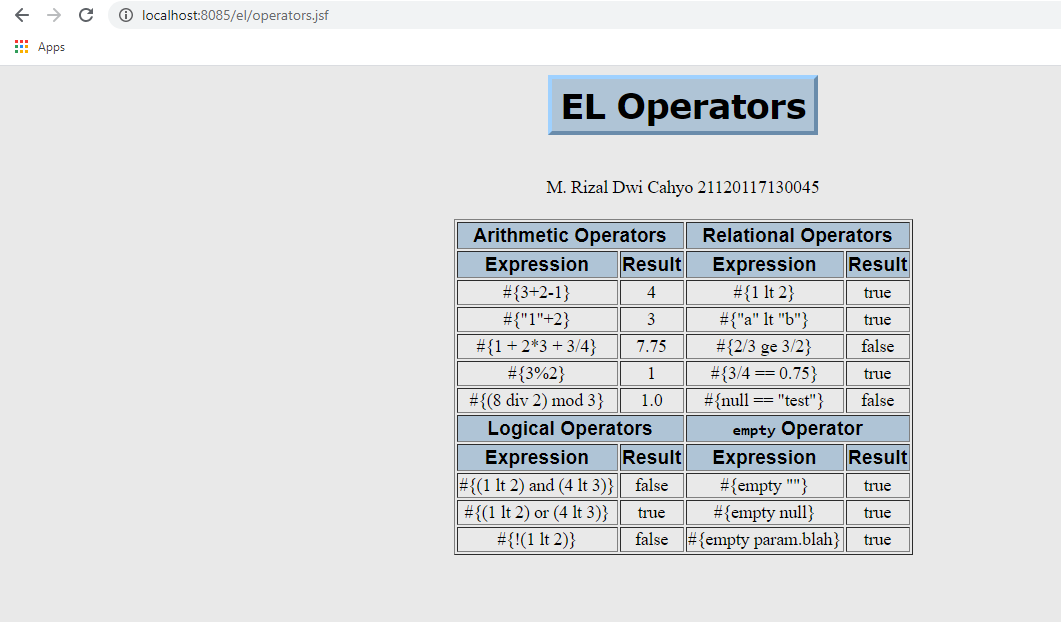 localhost:8085/el/operators.jsf
Apps
EL Operators
M. Rizal Dwi Cahyo 21120117130045
Arithmetic Operators Relational Operators
Expression Result Expression Result
#{3+2-1} 4 #{1 lt 2} true
#{"1"+2} 3 #{"a" lt "b"} true
#{1 + 2*3 + 3/4} 7.75 #{2/3 ge 3/2} false
#{3%2} 1 #{3/4 == 0.75} true
#{(8 div 2) mod 3} 1.0 #{null == "test"} false
Logical Operators empty Operator
Expression Result Expression Result
#{(1 lt 2) and (4 lt 3)} false #{empty ""} true
#{(1 lt 2) or (4 lt 3)} true #{empty null} true
#{!(1 lt 2)} false #{empty param.blah} true